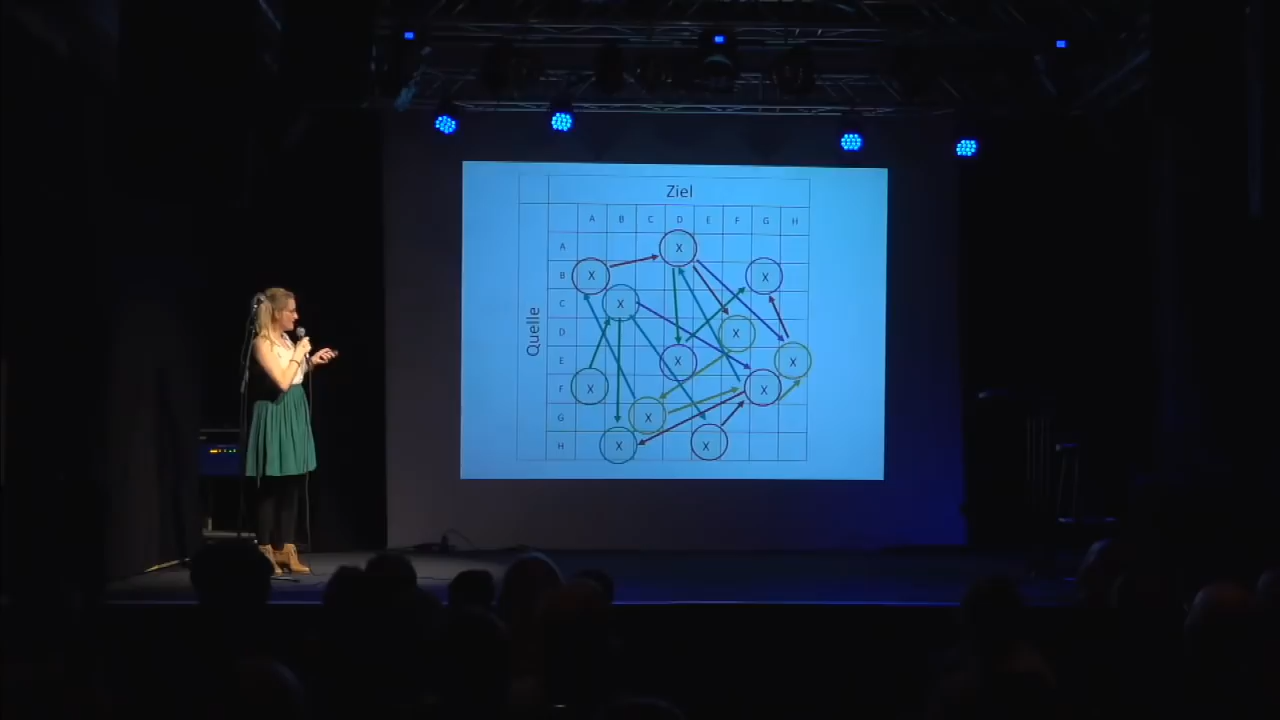 Ziel
A B C D E F G H
A X
B X X
C X
D X
Quelle
E X X
F X X
G X
H X X